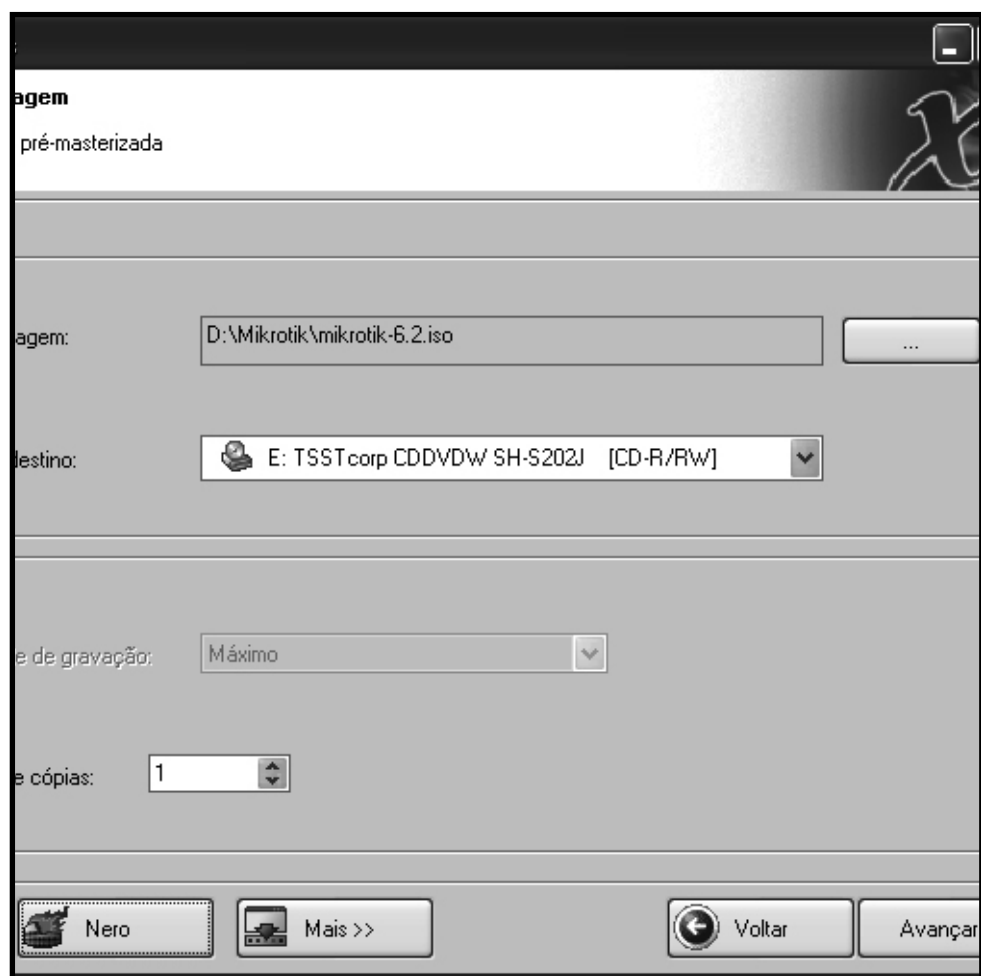 agem
pré-masterizada
agem:
D:\Mikrotik\mikrotik-6.2.iso
...
destino:
E: TSSTcorp CDDVDW SH-S202J [CD-R/RW]
e de gravação:
Máximo
e cópias:
1
Nero
Mais >>
Voltar
Avançar